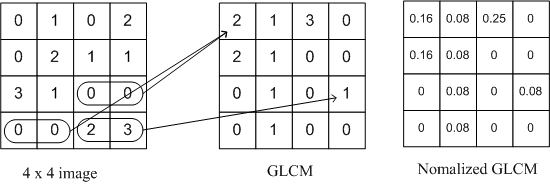 0 1 0 2 2 1 3 0 0.16 0.08 0.25 0
0 2 1 1 2 1 0 0 0.16 0.08 0 0
3 1 0 0 0 1 0 1 0 0.08 0 0.08
0 0 2 3 0 1 0 0 0 0.08 0 0
4 x 4 image GLCM Nomalized GLCM